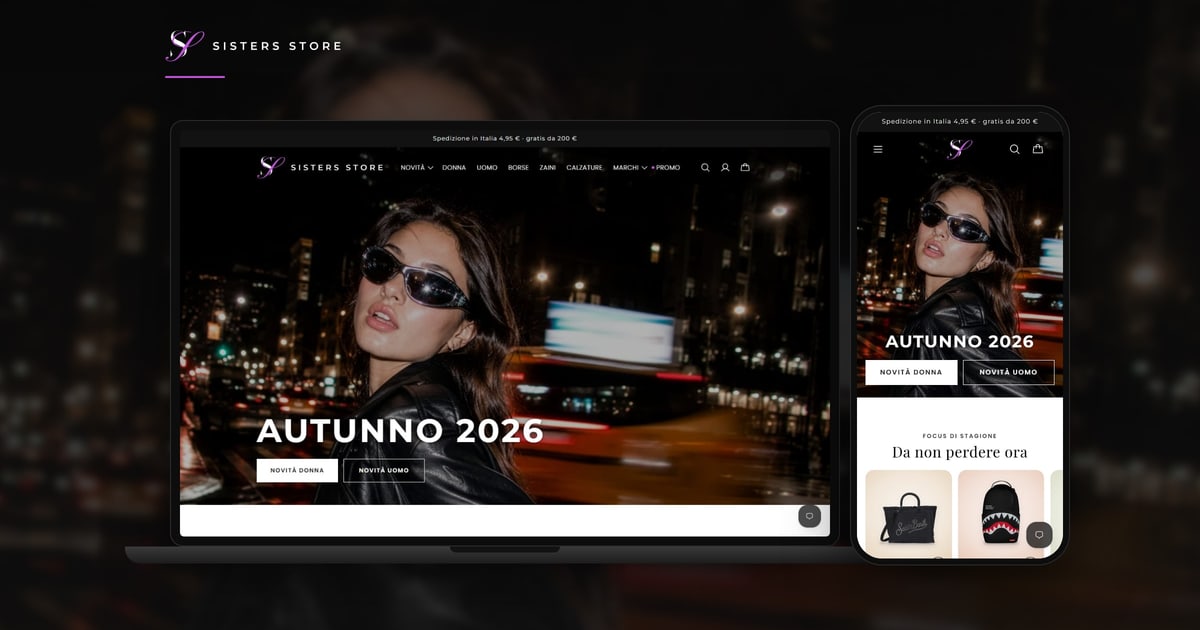 SISTERS STORE
Spedizione in Italia 4,95 € · gratis da 200 €
SISTERS STORE NOVITÀ DONNA UOMO BORSE ZAINI CALZATURE MARCHI PROMO
AUTUNNO 2026
NOVITÀ DONNA NOVITÀ UOMO
Spedizione in Italia 4,95 € · gratis da 200 €
AUTUNNO 2026
NOVITÀ DONNA NOVITÀ UOMO
FOCUS DI STAGIONE
Da non perdere ora